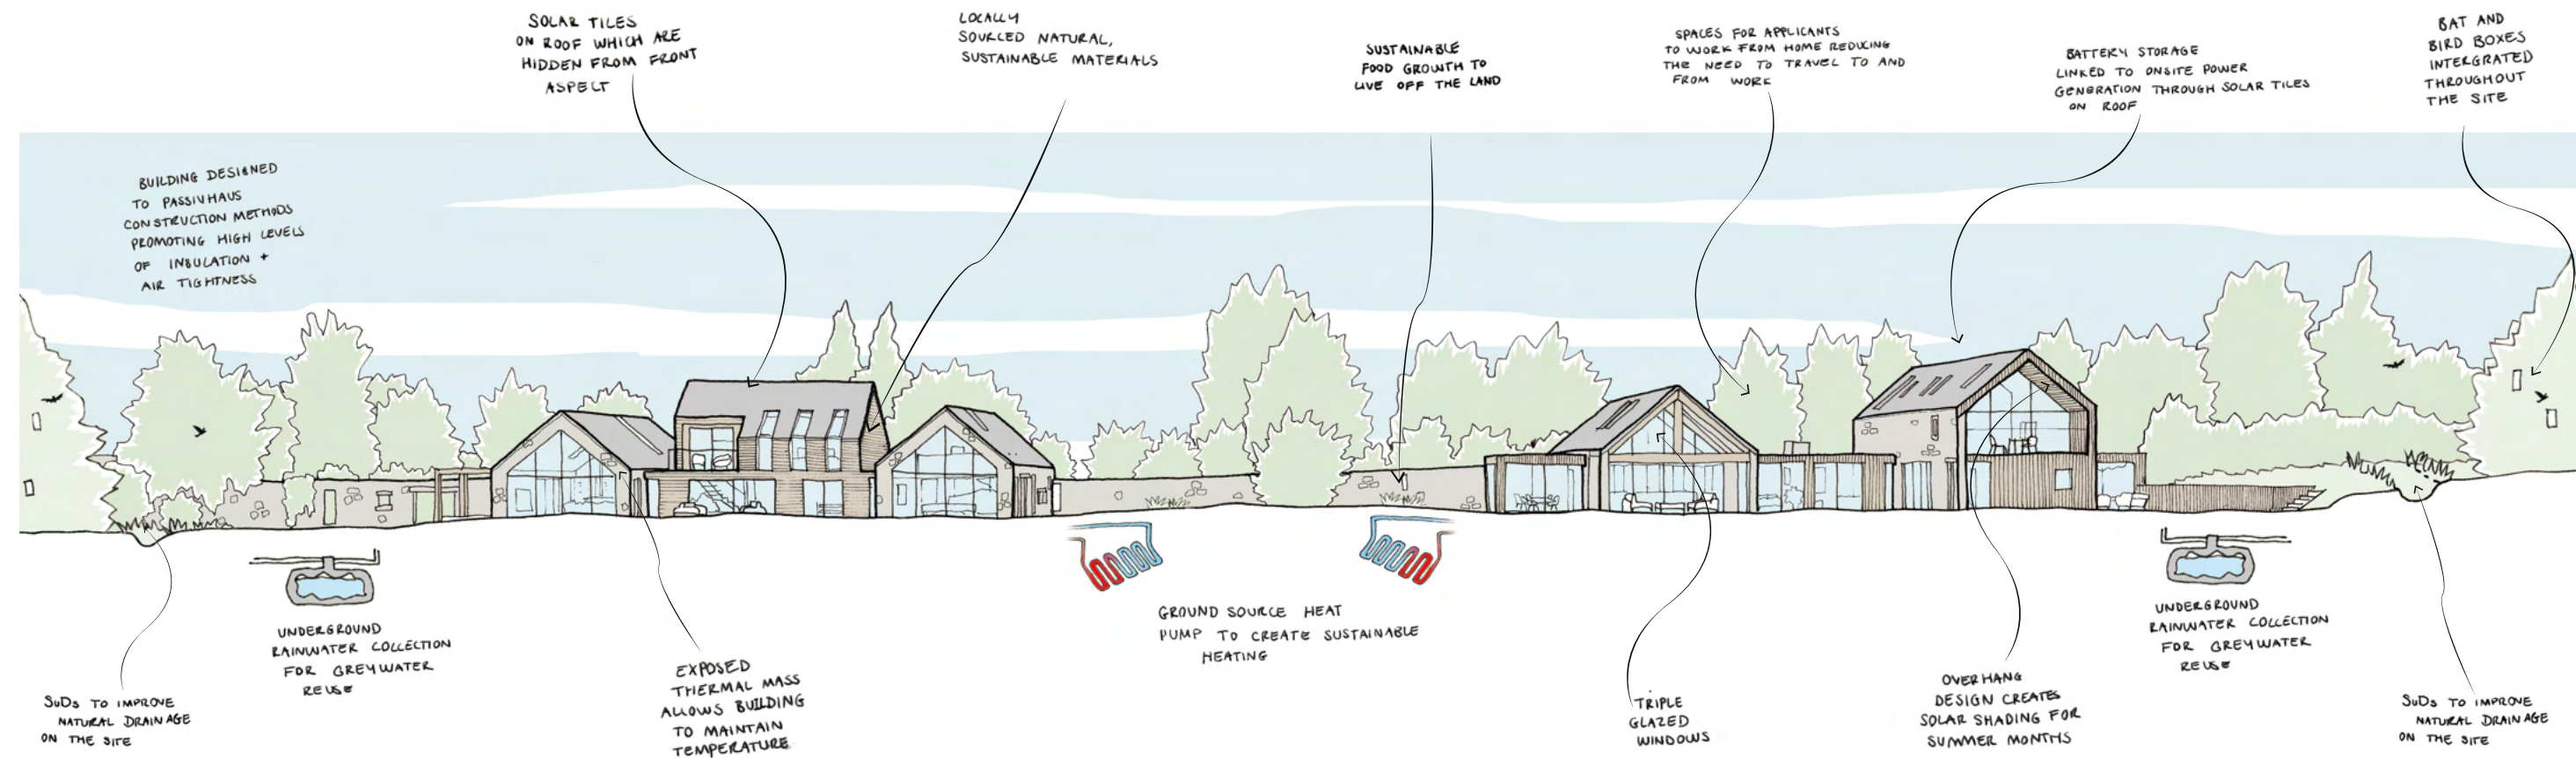 SOLAR TILES
ON ROOF WHICH ARE
HIDDEN FROM FRONT
ASPECT
LOCALLY
SOURCED NATURAL,
SUSTAINABLE MATERIALS
SUSTAINABLE
FOOD GROWTH TO
LIVE OFF THE LAND
SPACES FOR APPLICANTS
TO WORK FROM HOME REDUCING
THE NEED TO TRAVEL TO AND
FROM WORK
BATTERY STORAGE
LINKED TO ONSITE POWER
GENERATION THROUGH SOLAR TILES
ON ROOF
BAT AND
BIRD BOXES
INTERGRATED
THROUGHOUT
THE SITE
BUILDING DESIGNED
TO PASSIVHAUS
CONSTRUCTION METHODS
PROMOTING HIGH LEVELS
OF INSULATION +
AIR TIGHTNESS
SUDS TO IMPROVE
NATURAL DRAINAGE
ON THE SITE
UNDERGROUND
RAINWATER COLLECTION
FOR GREYWATER
REUSE
EXPOSED
THERMAL MASS
ALLOWS BUILDING
TO MAINTAIN
TEMPERATURE
GROUND SOURCE HEAT
PUMP TO CREATE SUSTAINABLE
HEATING
TRIPLE
GLAZED
WINDOWS
OVERHANG
DESIGN CREATES
SOLAR SHADING FOR
SUMMER MONTHS
UNDERGROUND
RAINWATER COLLECTION
FOR GREYWATER
REUSE
SUDS TO IMPROVE
NATURAL DRAINAGE
ON THE SITE